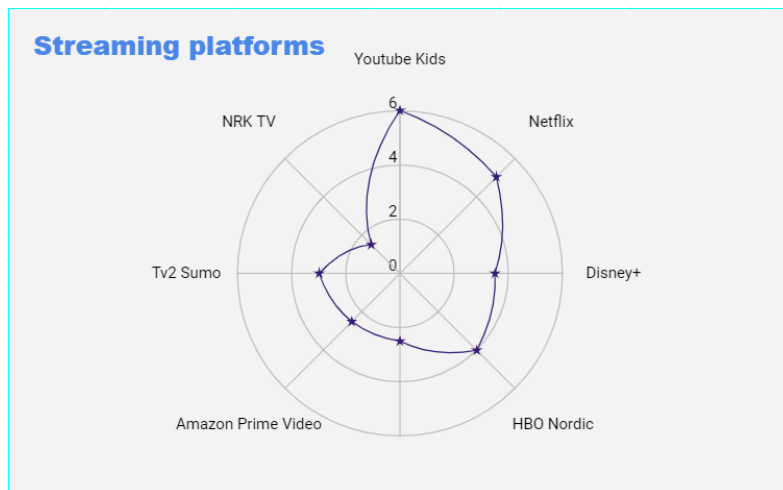 Streaming platforms
Youtube Kids
NRK TV
Netflix
6
4
2
0
Tv2 Sumo
Disney+
Amazon Prime Video
HBO Nordic